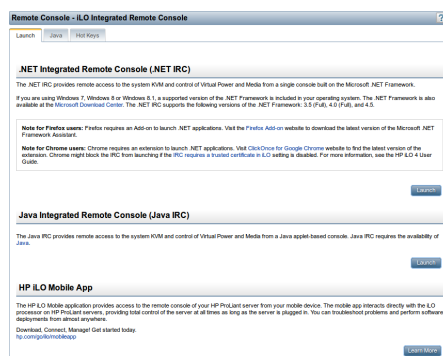 Remote Console - iLO Integrated Remote Console
?
Launch Java Hot Keys
.NET Integrated Remote Console (.NET IRC)
The .NET IRC provides remote access to the system KVM and control of Virtual Power and Media from a single console built on the Microsoft .NET Framework.
If you are using Windows 7, Windows 8 or Windows 8.1, a supported version of the .NET Framework is included in your operating system. The .NET Framework is also
available at the Microsoft Download Center. The .NET IRC supports the following versions of the .NET Framework: 3.5 (Full), 4.0 (Full), and 4.5.
Note for Firefox users: Firefox requires an Add-on to launch .NET applications. Visit the Firefox Add-on website to download the latest version of the Microsoft .NET
Framework Assistant.
Note for Chrome users: Chrome requires an extension to launch .NET applications. Visit ClickOnce for Google Chrome website to find the latest version of the
extension. Chrome might block the IRC from launching if the IRC requires a trusted certificate in iLO setting is disabled. For more information, see the HP iLO 4 User
Guide.
Launch
Java Integrated Remote Console (Java IRC)
The Java IRC provides remote access to the system KVM and control of Virtual Power and Media from a Java applet-based console. Java IRC requires the availability of
Java.
Launch
HP iLO Mobile App
The HP iLO Mobile application provides access to the remote console of your HP ProLiant server from your mobile device. The mobile app interacts directly with the iLO
processor on HP ProLiant servers, providing total control of the server at all times as long as the server is plugged in. You can troubleshoot problems and perform software
deployments from almost anywhere.
Download, Connect, Manage! Get started today.
hp.com/go/ilo/mobileapp
Learn More